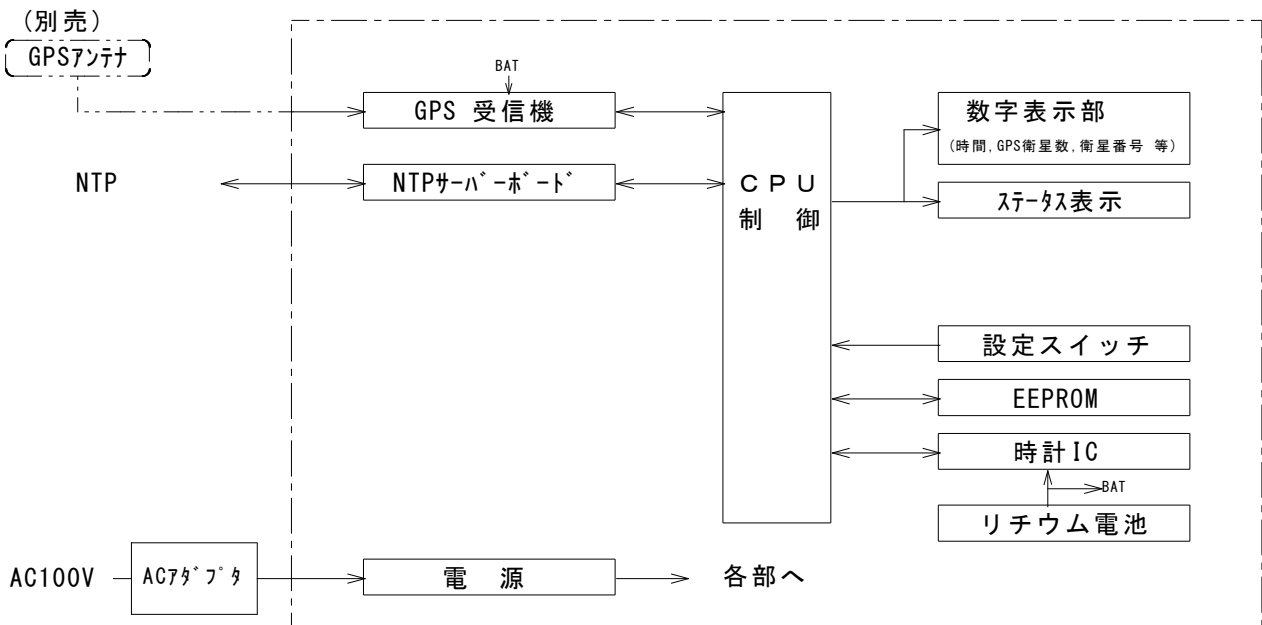 (別売)
GPSｱﾝﾃﾅ
BAT
GPS 受信機
数字表示部
(時間,GPS衛星数,衛星番号 等)
NTP
NTPｻｰﾊﾞｰﾎﾞｰﾄﾞ
ＣＰＵ
制 御
ｽﾃｰﾀｽ表示
設定スイッチ
EEPROM
時計IC
BAT
リチウム電池
AC100V
ACｱﾀﾞﾌﾟﾀ
電 源
各部へ